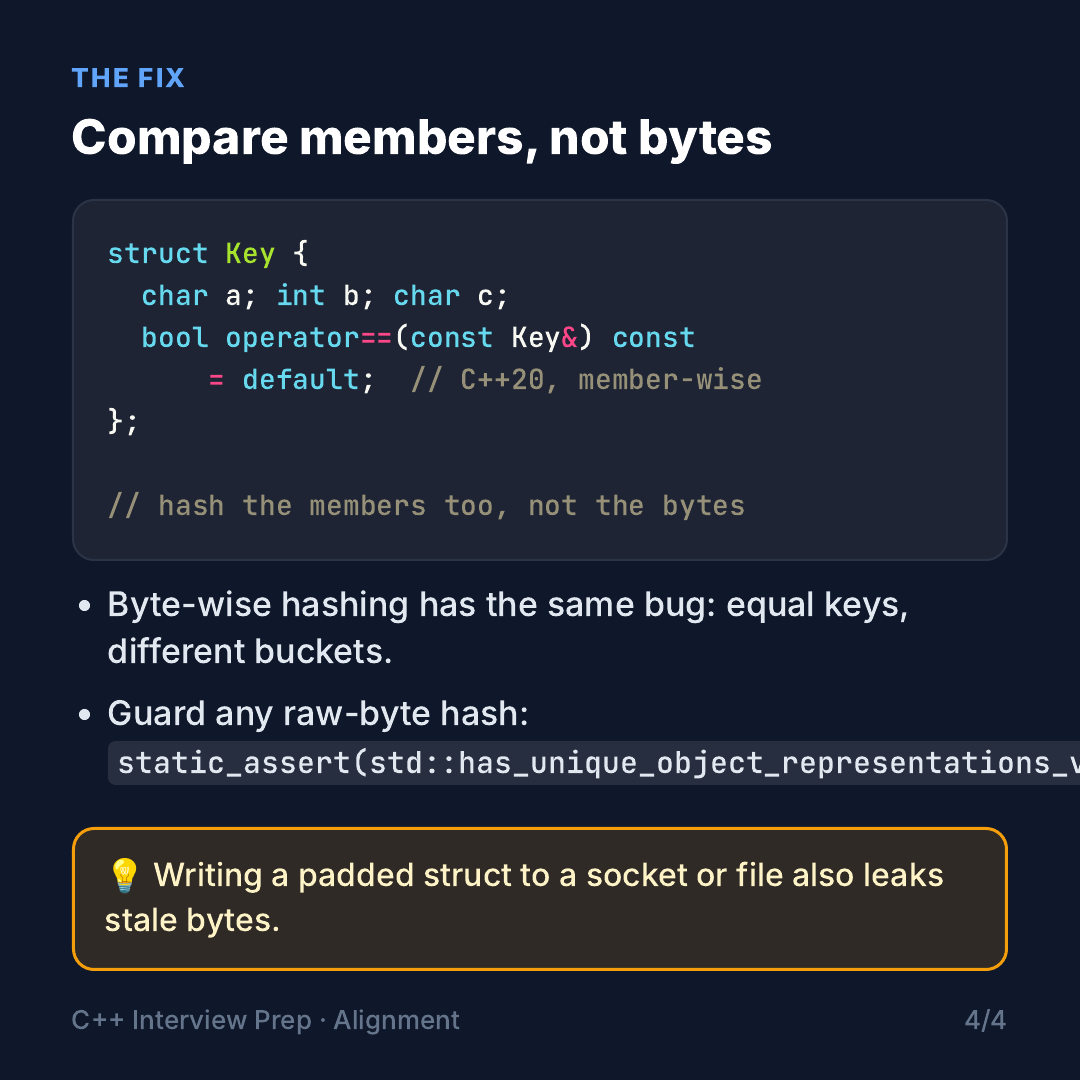 THE FIX
Compare members, not bytes
struct Key {
  char a; int b; char c;
  bool operator==(const Key&) const
      = default;  // C++20, member-wise
};
// hash the members too, not the bytes
• Byte-wise hashing has the same bug: equal keys,
different buckets.
• Guard any raw-byte hash:
static_assert(std::has_unique_object_representations_v
💡 Writing a padded struct to a socket or file also leaks
stale bytes.
C++ Interview Prep · Alignment
4/4